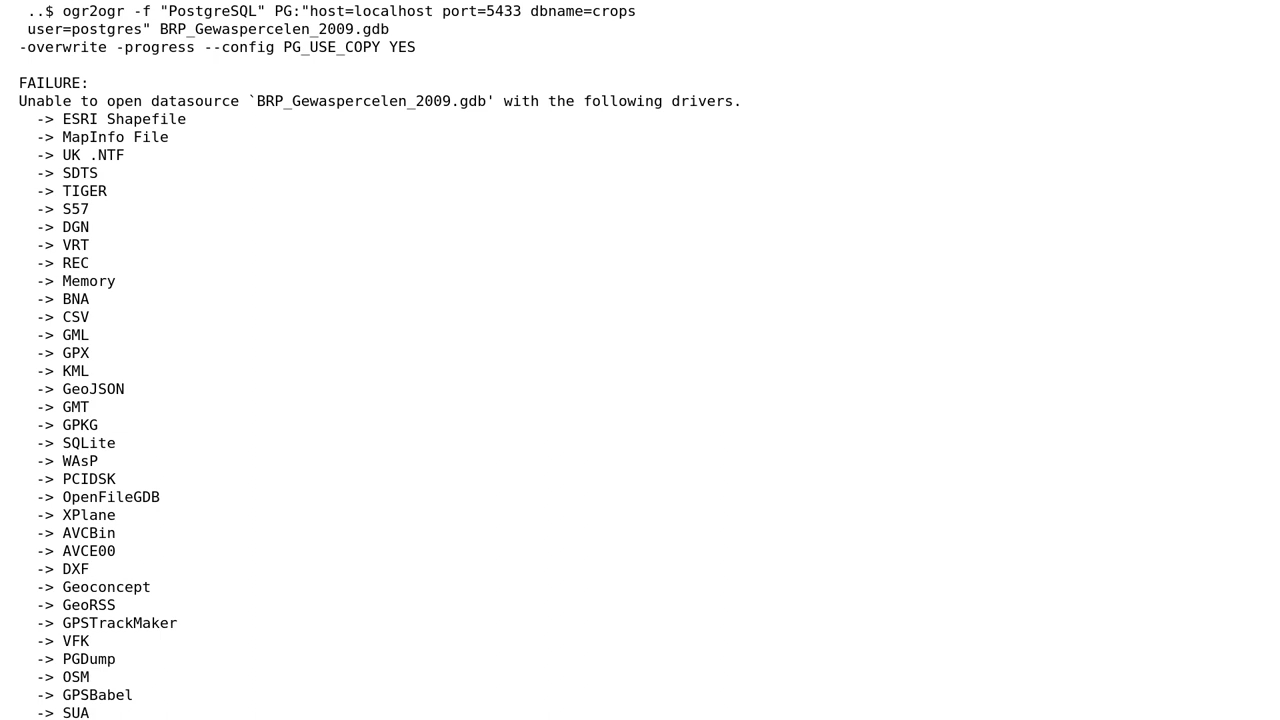 ..$ ogr2ogr -f "PostgreSQL" PG:"host=localhost port=5433 dbname=crops
user=postgres" BRP_Gewaspercelen_2009.gdb
-overwrite -progress --config PG_USE_COPY YES
FAILURE:
Unable to open datasource `BRP_Gewaspercelen_2009.gdb' with the following drivers.
-> ESRI Shapefile
-> MapInfo File
-> UK .NTF
-> SDTS
-> TIGER
-> S57
-> DGN
-> VRT
-> REC
-> Memory
-> BNA
-> CSV
-> GML
-> GPX
-> KML
-> GeoJSON
-> GMT
-> GPKG
-> SQLite
-> WAsP
-> PCIDSK
-> OpenFileGDB
-> XPlane
-> AVCBin
-> AVCE00
-> DXF
-> Geoconcept
-> GeoRSS
-> GPSTrackMaker
-> VFK
-> PGDump
-> OSM
-> GPSBabel
-> SUA